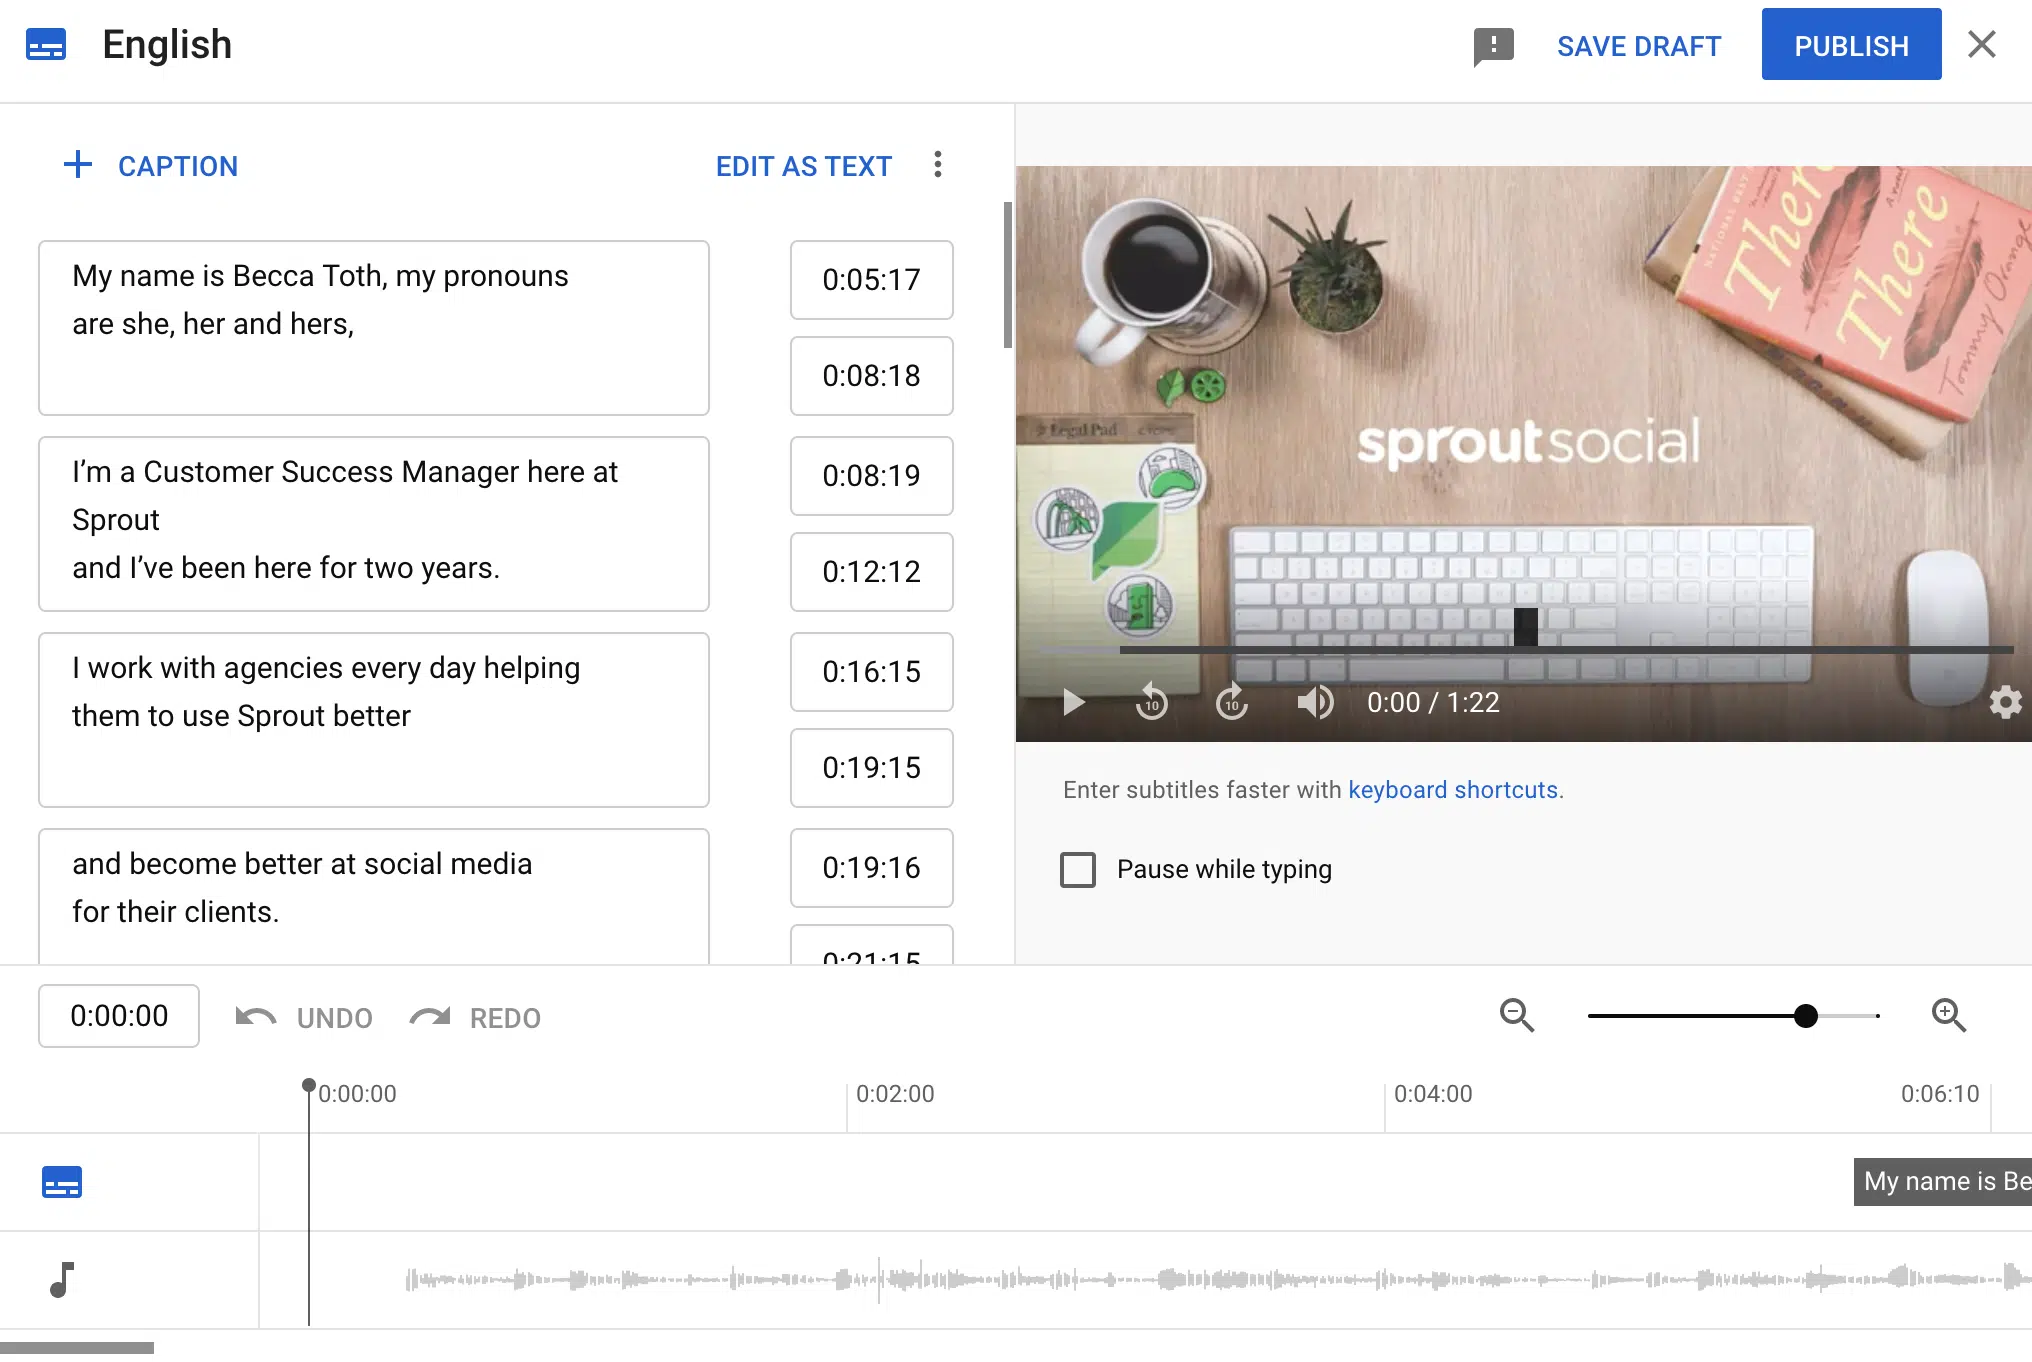 English
SAVE DRAFT
PUBLISH
CAPTION
EDIT AS TEXT
My name is Becca Toth, my pronouns
are she, her and hers,
0:05:17
0:08:18
I’m a Customer Success Manager here at
Sprout
and I’ve been here for two years.
0:08:19
0:12:12
I work with agencies every day helping
them to use Sprout better
0:16:15
0:19:15
and become better at social media
for their clients.
0:19:16
0:21:15
NATIONAL BEST
There
There
Tommy Orange
Legal Pad
sproutsocial
10
10
0:00 / 1:22
Enter subtitles faster with keyboard shortcuts.
Pause while typing
0:00:00
UNDO
REDO
0:00:00
0:02:00
0:04:00
0:06:10
My name is Be